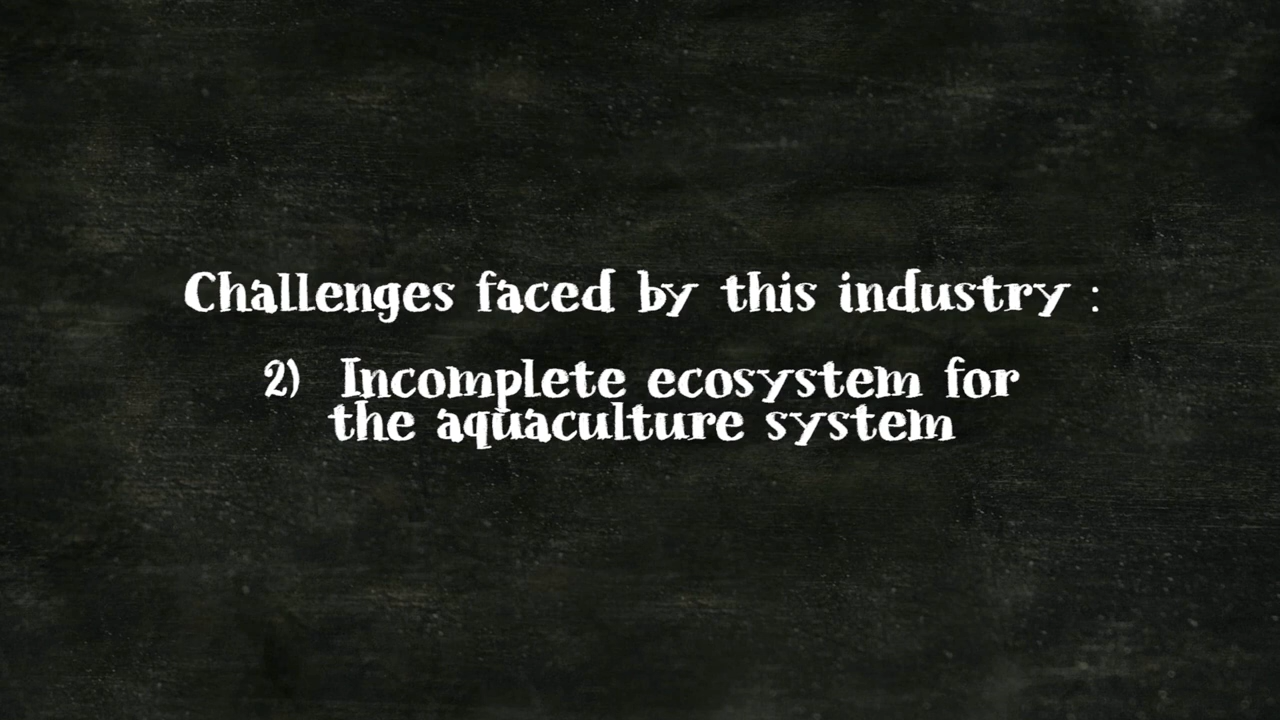 Challenges faced by this industry :
2) Incomplete ecosystem for
the aquaculture system